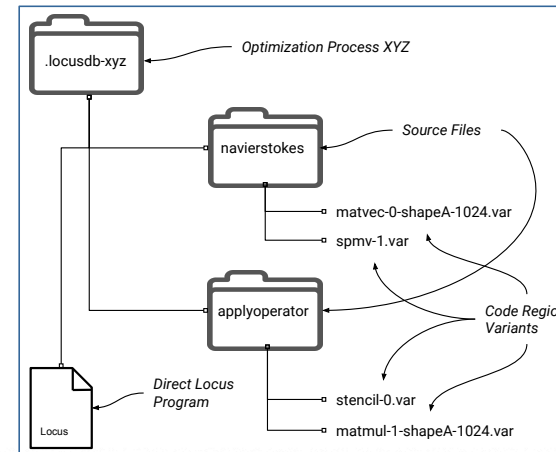 .locusdb-xyz
Optimization Process XYZ
navierstokes
Source Files
matvec-0-shapeA-1024.var
spmv-1.var
applyoperator
Code Regio
Variants
Direct Locus
Program
Locus
stencil-0.var
matmul-1-shapeA-1024.var